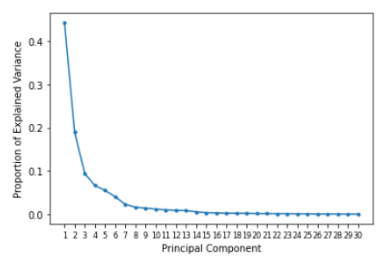 Proportion of Explained Variance
0.4
0.3
0.2
0.1
0.0
1 2 3 4 5 6 7 8 9 10 11 12 13 14 15 16 17 18 19 20 21 22 23 24 25 26 27 28 29 30
Principal Component